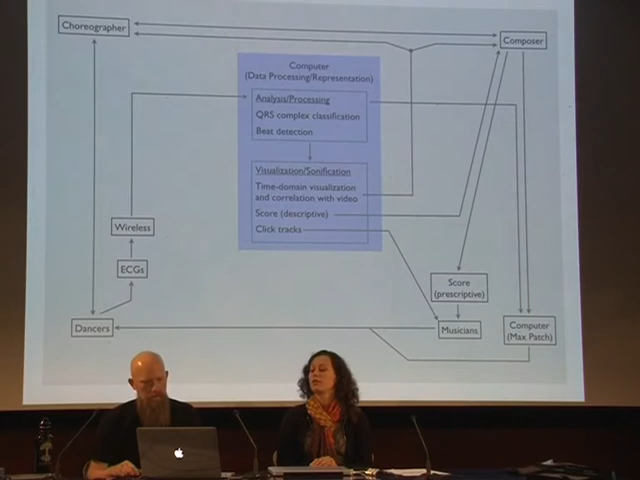 Choreographer
Composer
Computer
(Data Processing/Representation)
Analysis/Processing
QRS complex classification
Beat detection
Visualization/Sonification
Time-domain visualization
and correlation with video
Score (descriptive)
Click tracks
Wireless
ECGs
Dancers
Score
(prescriptive)
Musicians
Computer
(Max Patch)